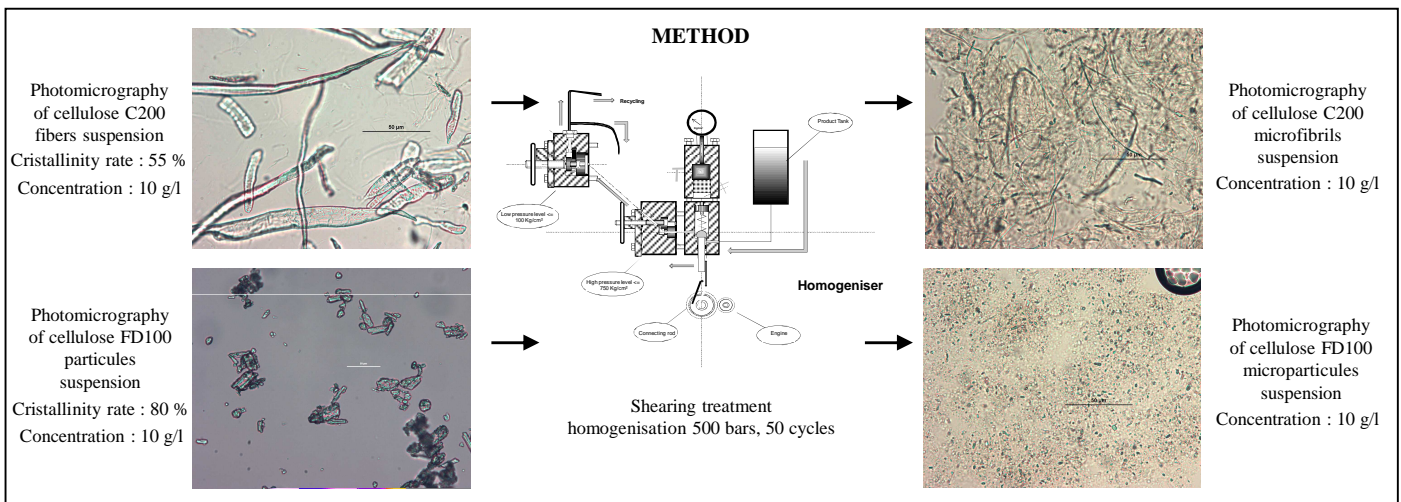 METHOD
Photomicrography
of cellulose C200
fibers suspension
Cristallinity rate : 55 %
Concentration : 10 g/l
50 µm
Recycling
Product Tank
Low pressure level <=
100 Kg/cm²
High pressure level <=
750 Kg/cm²
Homogeniser
Connecting rod
Engine
50 µm
Photomicrography
of cellulose C200
microfibrils
suspension
Concentration : 10 g/l
Photomicrography
of cellulose FD100
particules
suspension
Cristallinity rate : 80 %
Concentration : 10 g/l
Shearing treatment
homogenisation 500 bars, 50 cycles
50 µm
Photomicrography
of cellulose FD100
microparticules
suspension
Concentration : 10 g/l